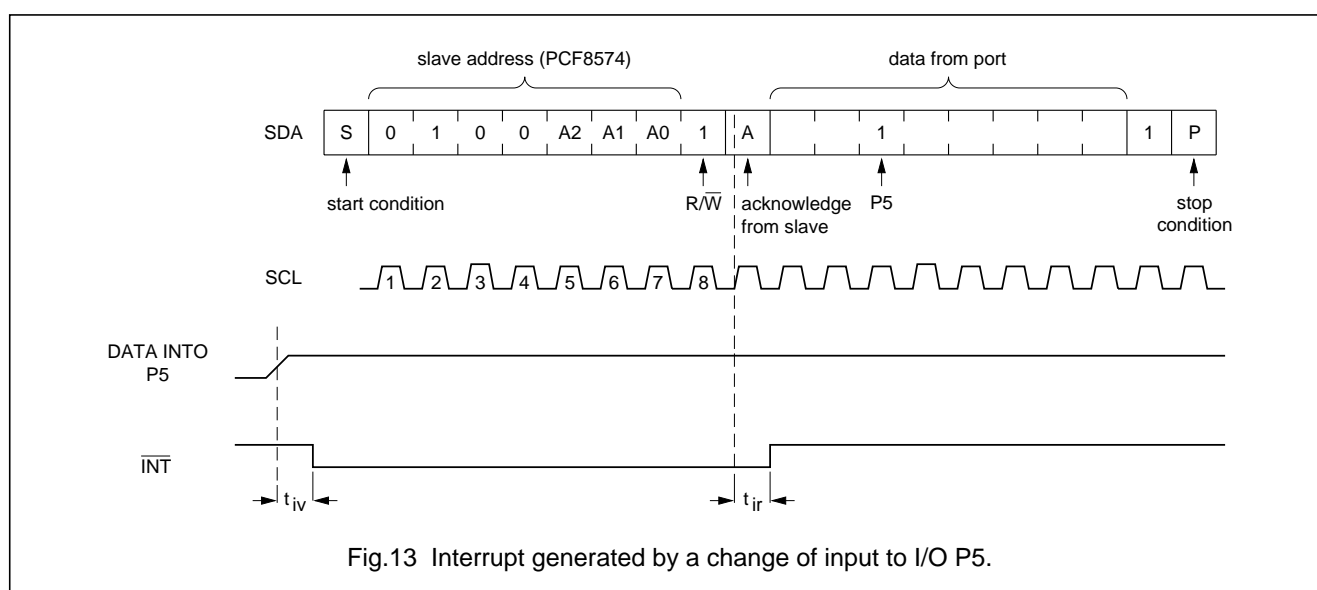 slave address (PCF8574) data from port
SDA S 0 1 0 0 A2 A1 A0 1 A 1 1 P
start condition R/W̅ acknowledge from slave P5 stop condition
SCL 1 2 3 4 5 6 7 8
DATA INTO P5
I̅N̅T̅
t iv t ir
Fig.13 Interrupt generated by a change of input to I/O P5.